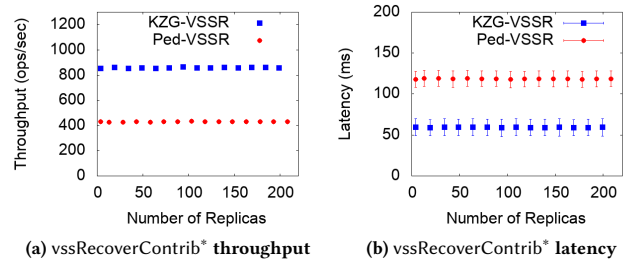 Throughput (ops/sec)
1200
1000
800
600
400
200
0
KZG-VSSR
Ped-VSSR
0 50 100 150 200
Number of Replicas
(a) vssRecoverContrib* throughput
Latency (ms)
200
150
100
50
0
KZG-VSSR
Ped-VSSR
0 50 100 150 200
Number of Replicas
(b) vssRecoverContrib* latency